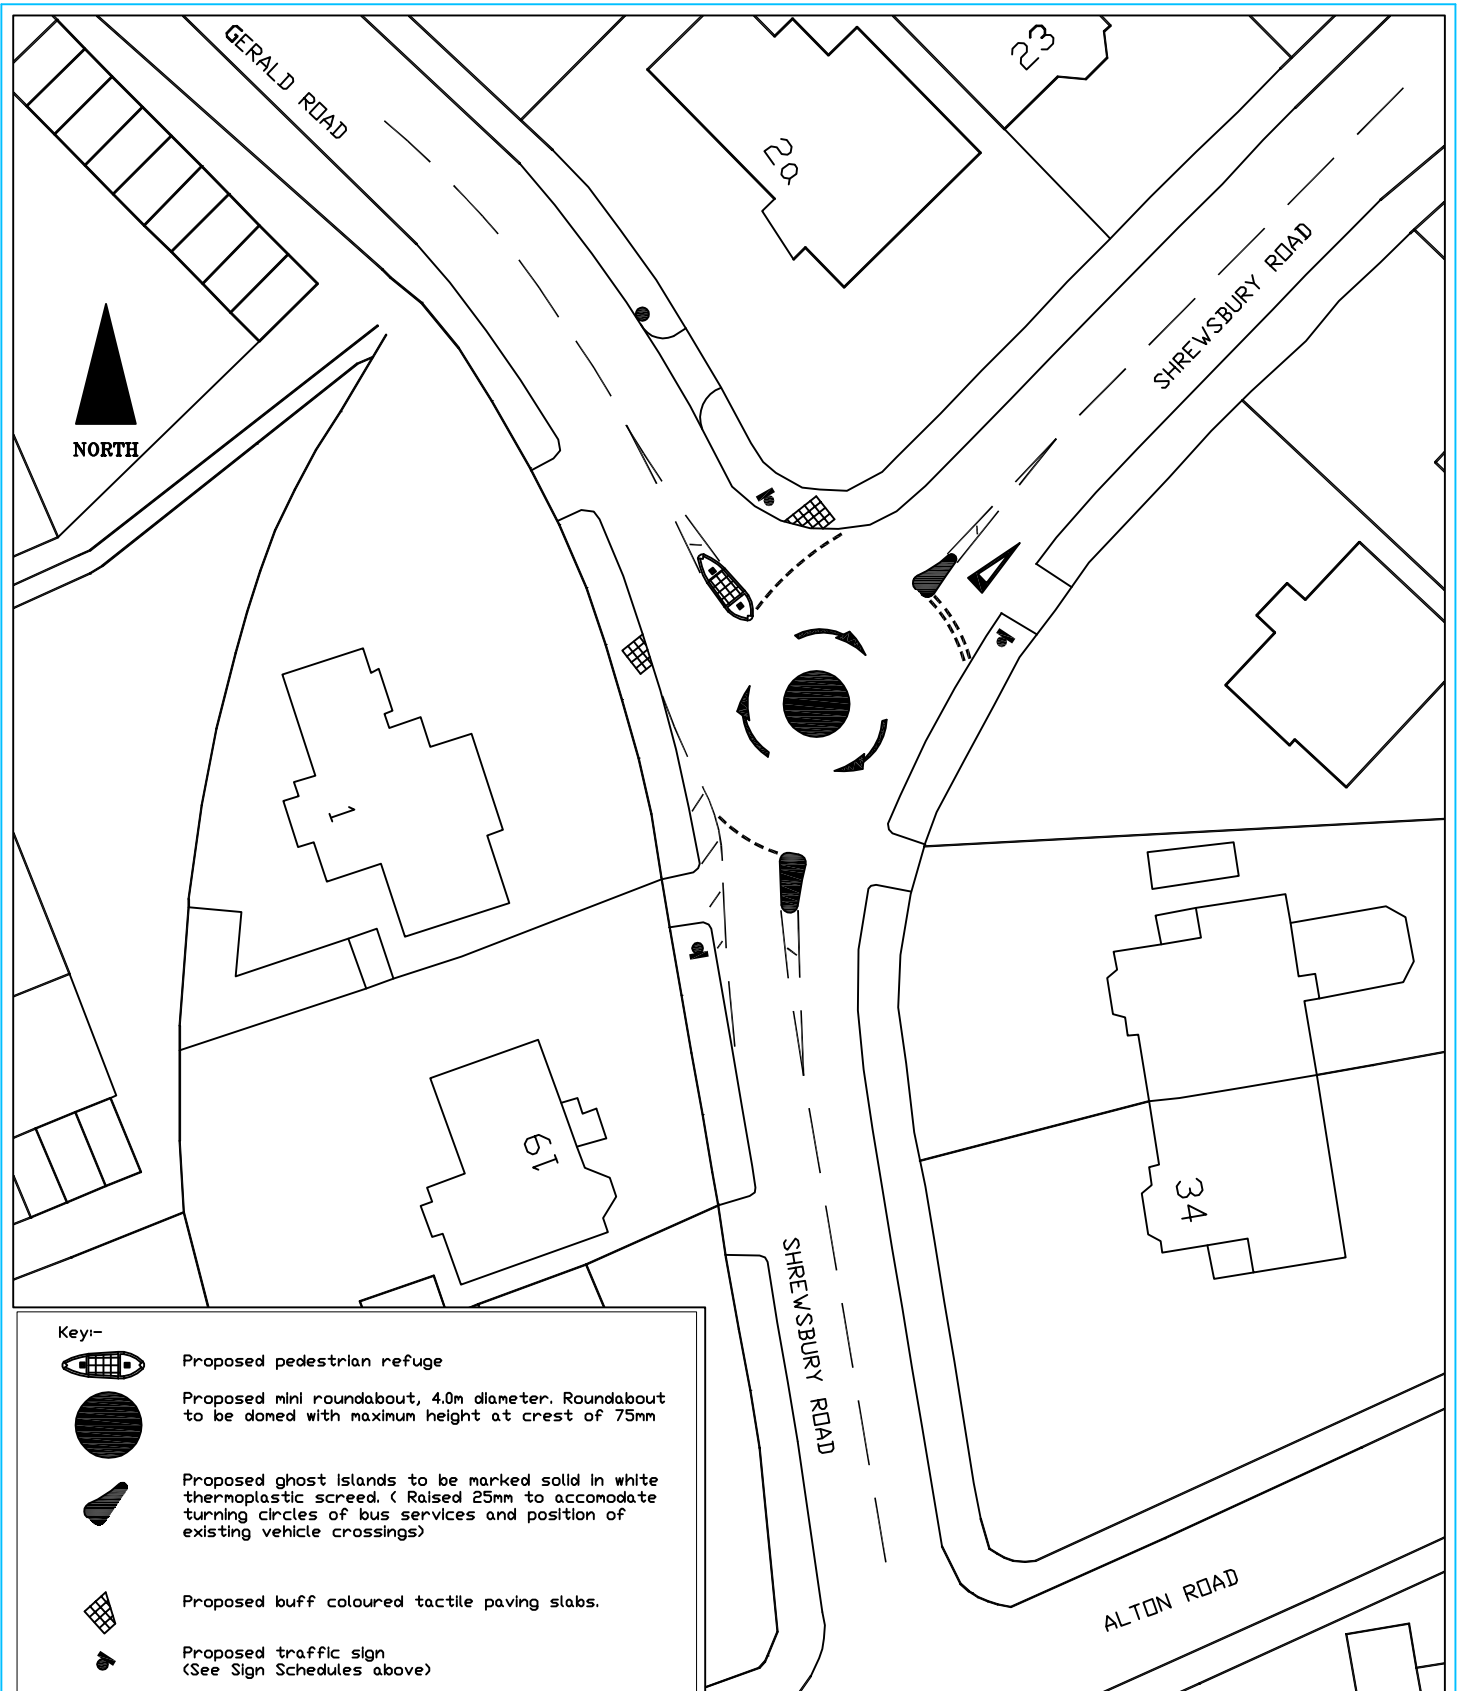 GERALD ROAD
23
29
SHREWSBURY ROAD
NORTH
1
61
34
SHREWSBURY ROAD
ALTON ROAD
Key:-
Proposed pedestrian refuge
Proposed mini roundabout, 4.0m diameter. Roundabout
to be domed with maximum height at crest of 75mm
Proposed ghost islands to be marked solid in white
thermoplastic screed. ( Raised 25mm to accomodate
turning circles of bus services and position of
existing vehicle crossings)
Proposed buff coloured tactile paving slabs.
Proposed traffic sign
(See Sign Schedules above)